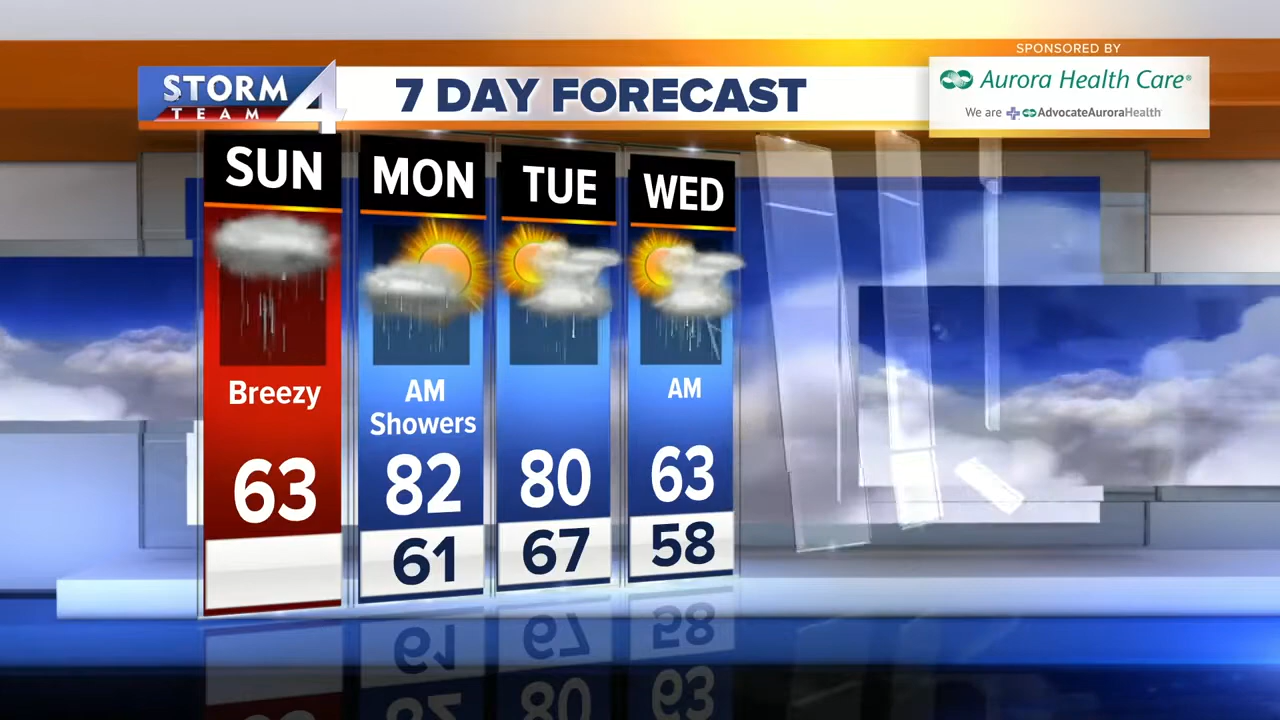 SPONSORED BY
STORM
TEAM 4
7 DAY FORECAST
Aurora Health Care®
We are AdvocateAuroraHealth
SUN
MON
TUE
WED
Breezy
AM
Showers
AM
63
82
80
63
61
67
58